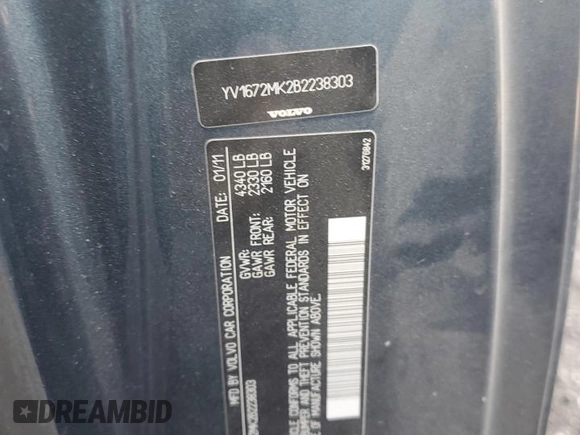 YV1672MK2B2238303
VOLVO
MFD BY VOLVO CAR CORPORATION DATE: 01/11
GVWR: 4340 LB
GAWR FRONT: 2330 LB
GAWR REAR: 2160 LB
CONFORMS TO ALL APPLICABLE FEDERAL MOTOR VEHICLE
AND THEFT PREVENTION STANDARDS IN EFFECT ON
MANUFACTURE SHOWN ABOVE.
31276842
DREAMBID